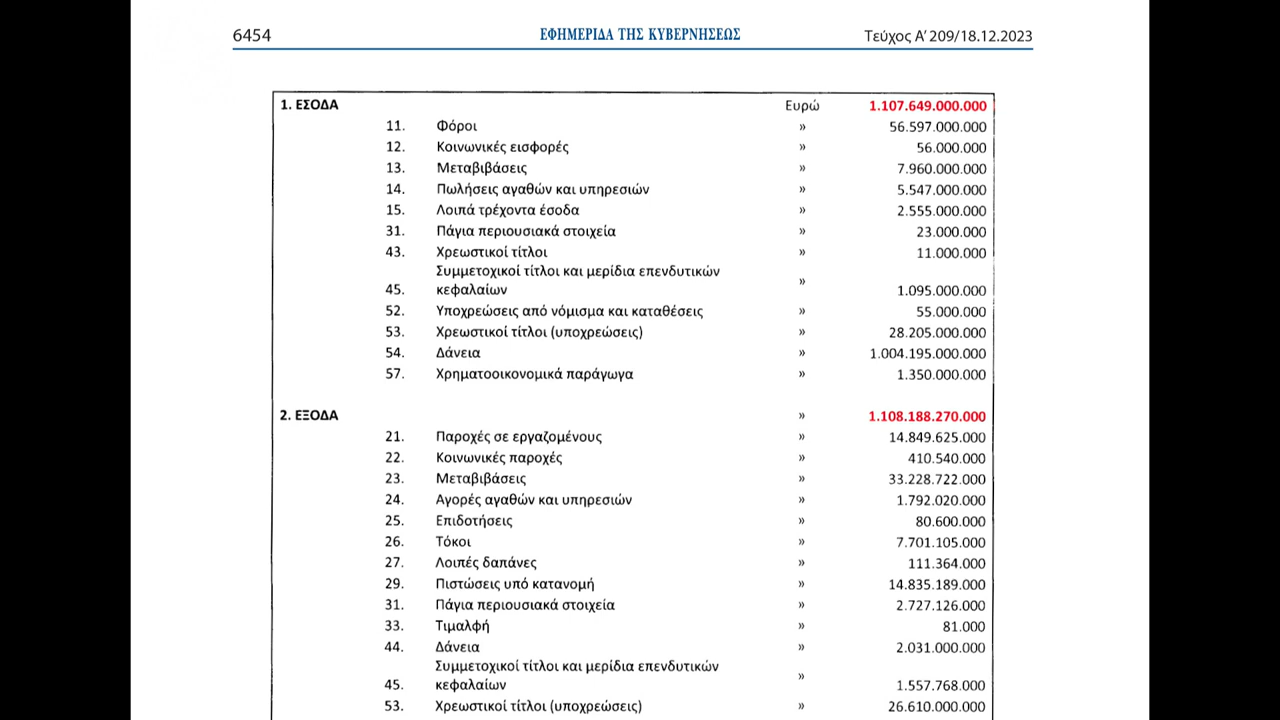 6454 ΕΦΗΜΕΡΙΔΑ ΤΗΣ ΚΥΒΕΡΝΗΣΕΩΣ Τεύχος Α’ 209/18.12.2023
1. ΕΣΟΔΑ Ευρώ 1.107.649.000.000
11. Φόροι » 56.597.000.000
12. Κοινωνικές εισφορές » 56.000.000
13. Μεταβιβάσεις » 7.960.000.000
14. Πωλήσεις αγαθών και υπηρεσιών » 5.547.000.000
15. Λοιπά τρέχοντα έσοδα » 2.555.000.000
31. Πάγια περιουσιακά στοιχεία » 23.000.000
43. Χρεωστικοί τίτλοι » 11.000.000
Συμμετοχικοί τίτλοι και μερίδια επενδυτικών
45. κεφαλαίων » 1.095.000.000
52. Υποχρεώσεις από νόμισμα και καταθέσεις » 55.000.000
53. Χρεωστικοί τίτλοι (υποχρεώσεις) » 28.205.000.000
54. Δάνεια » 1.004.195.000.000
57. Χρηματοοικονομικά παράγωγα » 1.350.000.000
2. ΕΞΟΔΑ » 1.108.188.270.000
21. Παροχές σε εργαζομένους » 14.849.625.000
22. Κοινωνικές παροχές » 410.540.000
23. Μεταβιβάσεις » 33.228.722.000
24. Αγορές αγαθών και υπηρεσιών » 1.792.020.000
25. Επιδοτήσεις » 80.600.000
26. Τόκοι » 7.701.105.000
27. Λοιπές δαπάνες » 111.364.000
29. Πιστώσεις υπό κατανομή » 14.835.189.000
31. Πάγια περιουσιακά στοιχεία » 2.727.126.000
33. Τιμαλφή » 81.000
44. Δάνεια » 2.031.000.000
Συμμετοχικοί τίτλοι και μερίδια επενδυτικών
45. κεφαλαίων » 1.557.768.000
53. Χρεωστικοί τίτλοι (υποχρεώσεις) » 26.610.000.000